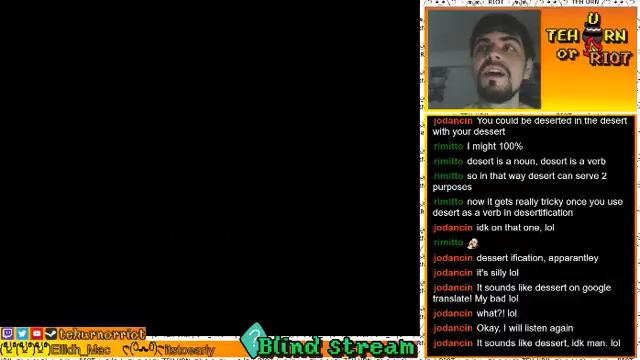 TEH URN
or RIOT
jodancin You could be deserted in the desert
with your dessert
rimitto I might 100%
rimitto desert is a noun, desert is a verb
rimitto so in that way desert can serve 2
purposes
rimitto now it gets really tricky once you use
desert as a verb in desertification
jodancin idk on that one, lol
rimitto
jodancin dessert ification, apparantley
jodancin it's silly lol
jodancin It sounds like dessert on google
translate! My bad lol
jodancin what?! lol
jodancin Okay, I will listen again
jodancin It sounds like dessert, idk man. lol
tehurnorriot
Eilidh_Mac
itstoearly
Blind Stream